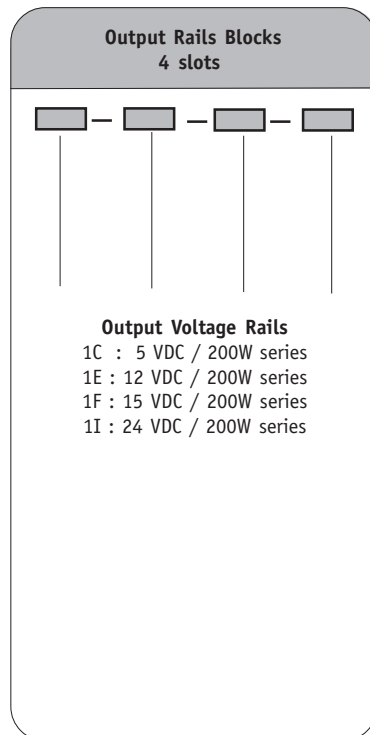 Output Rails Blocks
4 slots
Output Voltage Rails
1C : 5 VDC / 200W series
1E : 12 VDC / 200W series
1F : 15 VDC / 200W series
1I : 24 VDC / 200W series